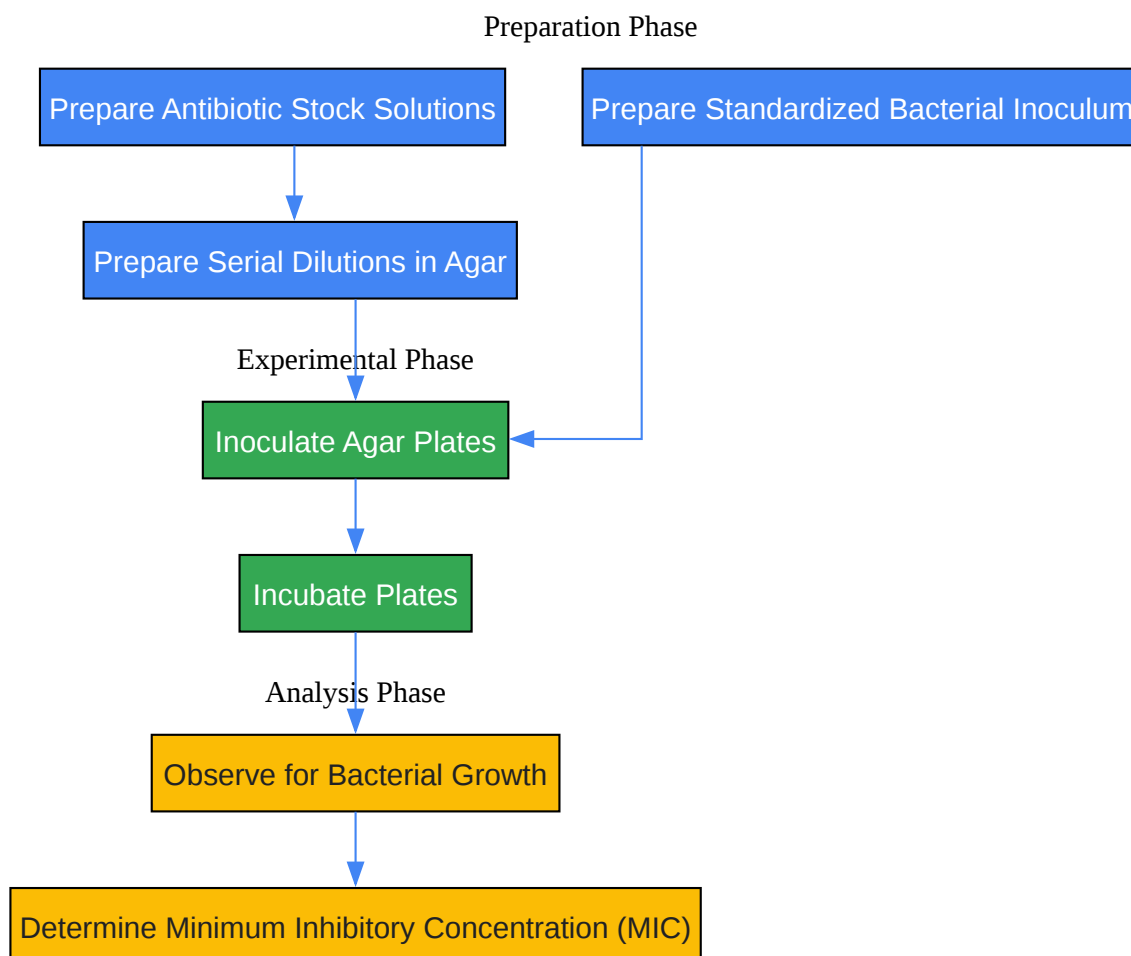 Preparation Phase
Prepare Antibiotic Stock Solutions
Prepare Standardized Bacterial Inoculum
Prepare Serial Dilutions in Agar
Experimental Phase
Inoculate Agar Plates
Incubate Plates
Analysis Phase
Observe for Bacterial Growth
Determine Minimum Inhibitory Concentration (MIC)